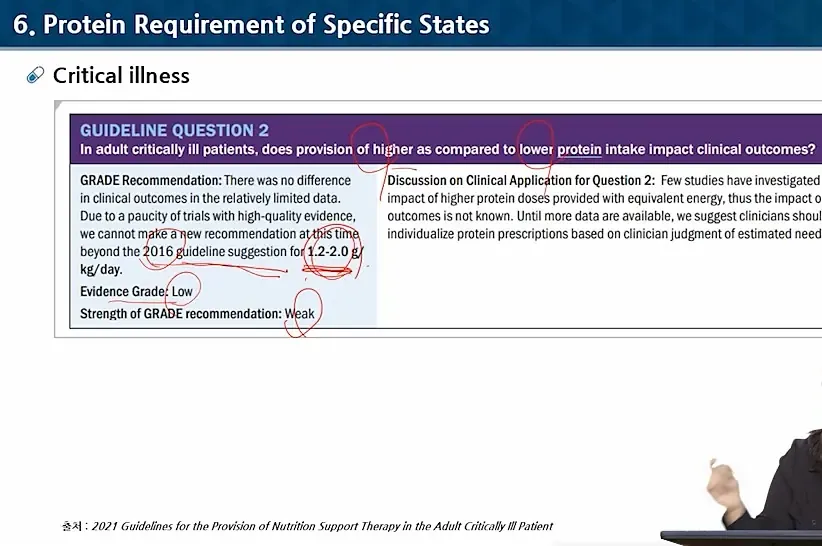 6. Protein Requirement of Specific States
Critical illness
GUIDELINE QUESTION 2
In adult critically ill patients, does provision of higher as compared to lower protein intake impact clinical outcomes?
GRADE Recommendation: There was no difference
in clinical outcomes in the relatively limited data.
Due to a paucity of trials with high-quality evidence,
we cannot make a new recommendation at this time
beyond the 2016 guideline suggestion for 1.2-2.0 g/
kg/day.
Evidence Grade: Low
Strength of GRADE recommendation: Weak
Discussion on Clinical Application for Question 2: Few studies have investigated
impact of higher protein doses provided with equivalent energy, thus the impact o
outcomes is not known. Until more data are available, we suggest clinicians shoul
individualize protein prescriptions based on clinician judgment of estimated need
출처 : 2021 Guidelines for the Provision of Nutrition Support Therapy in the Adult Critically Ill Patient